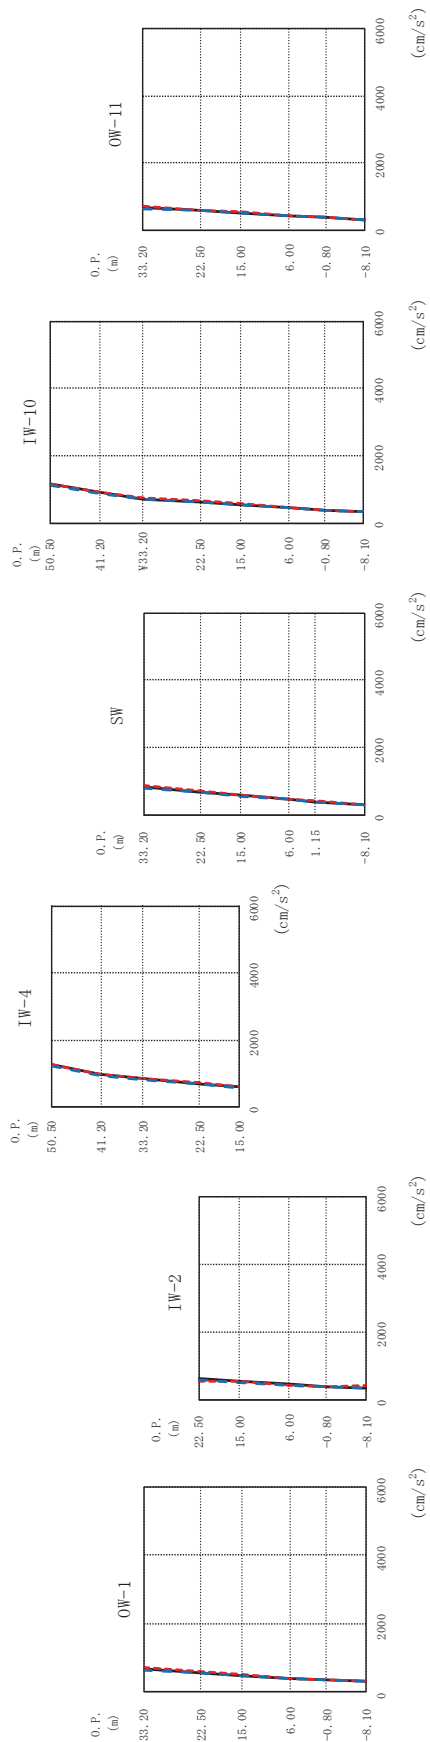 OW-1
O.P.
(m)
33.20
22.50
15.00
6.00
-0.80
-8.10
0
2000
4000
6000
(cm/s²)
IW-2
O.P.
(m)
22.50
15.00
6.00
-0.80
-8.10
0
2000
4000
6000
(cm/s²)
IW-4
O.P.
(m)
50.50
41.20
33.20
22.50
15.00
0
2000
4000
6000
(cm/s²)
SW
O.P.
(m)
33.20
22.50
15.00
6.00
1.15
-8.10
0
2000
4000
6000
(cm/s²)
IW-10
O.P.
(m)
50.50
41.20
¥33.20
22.50
15.00
6.00
-0.80
-8.10
0
2000
4000
6000
(cm/s²)
OW-11
O.P.
(m)
33.20
22.50
15.00
6.00
-0.80
-8.10
0
2000
4000
6000
(cm/s²)